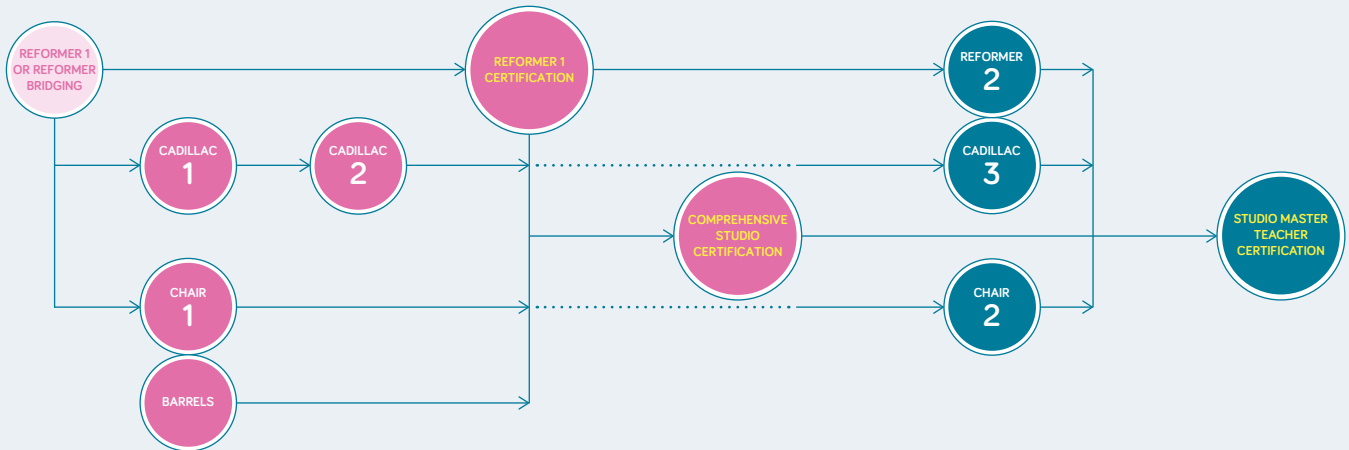 REFORMER 1
OR REFORMER
BRIDGING
REFORMER 1
CERTIFICATION
REFORMER
2
CADILLAC
1
CADILLAC
2
CADILLAC
3
COMPREHENSIVE
STUDIO
CERTIFICATION
STUDIO MASTER
TEACHER
CERTIFICATION
CHAIR
1
CHAIR
2
BARRELS